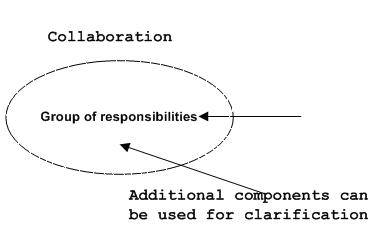 Collaboration
Group of responsibilities
Additional components can
be used for clarification